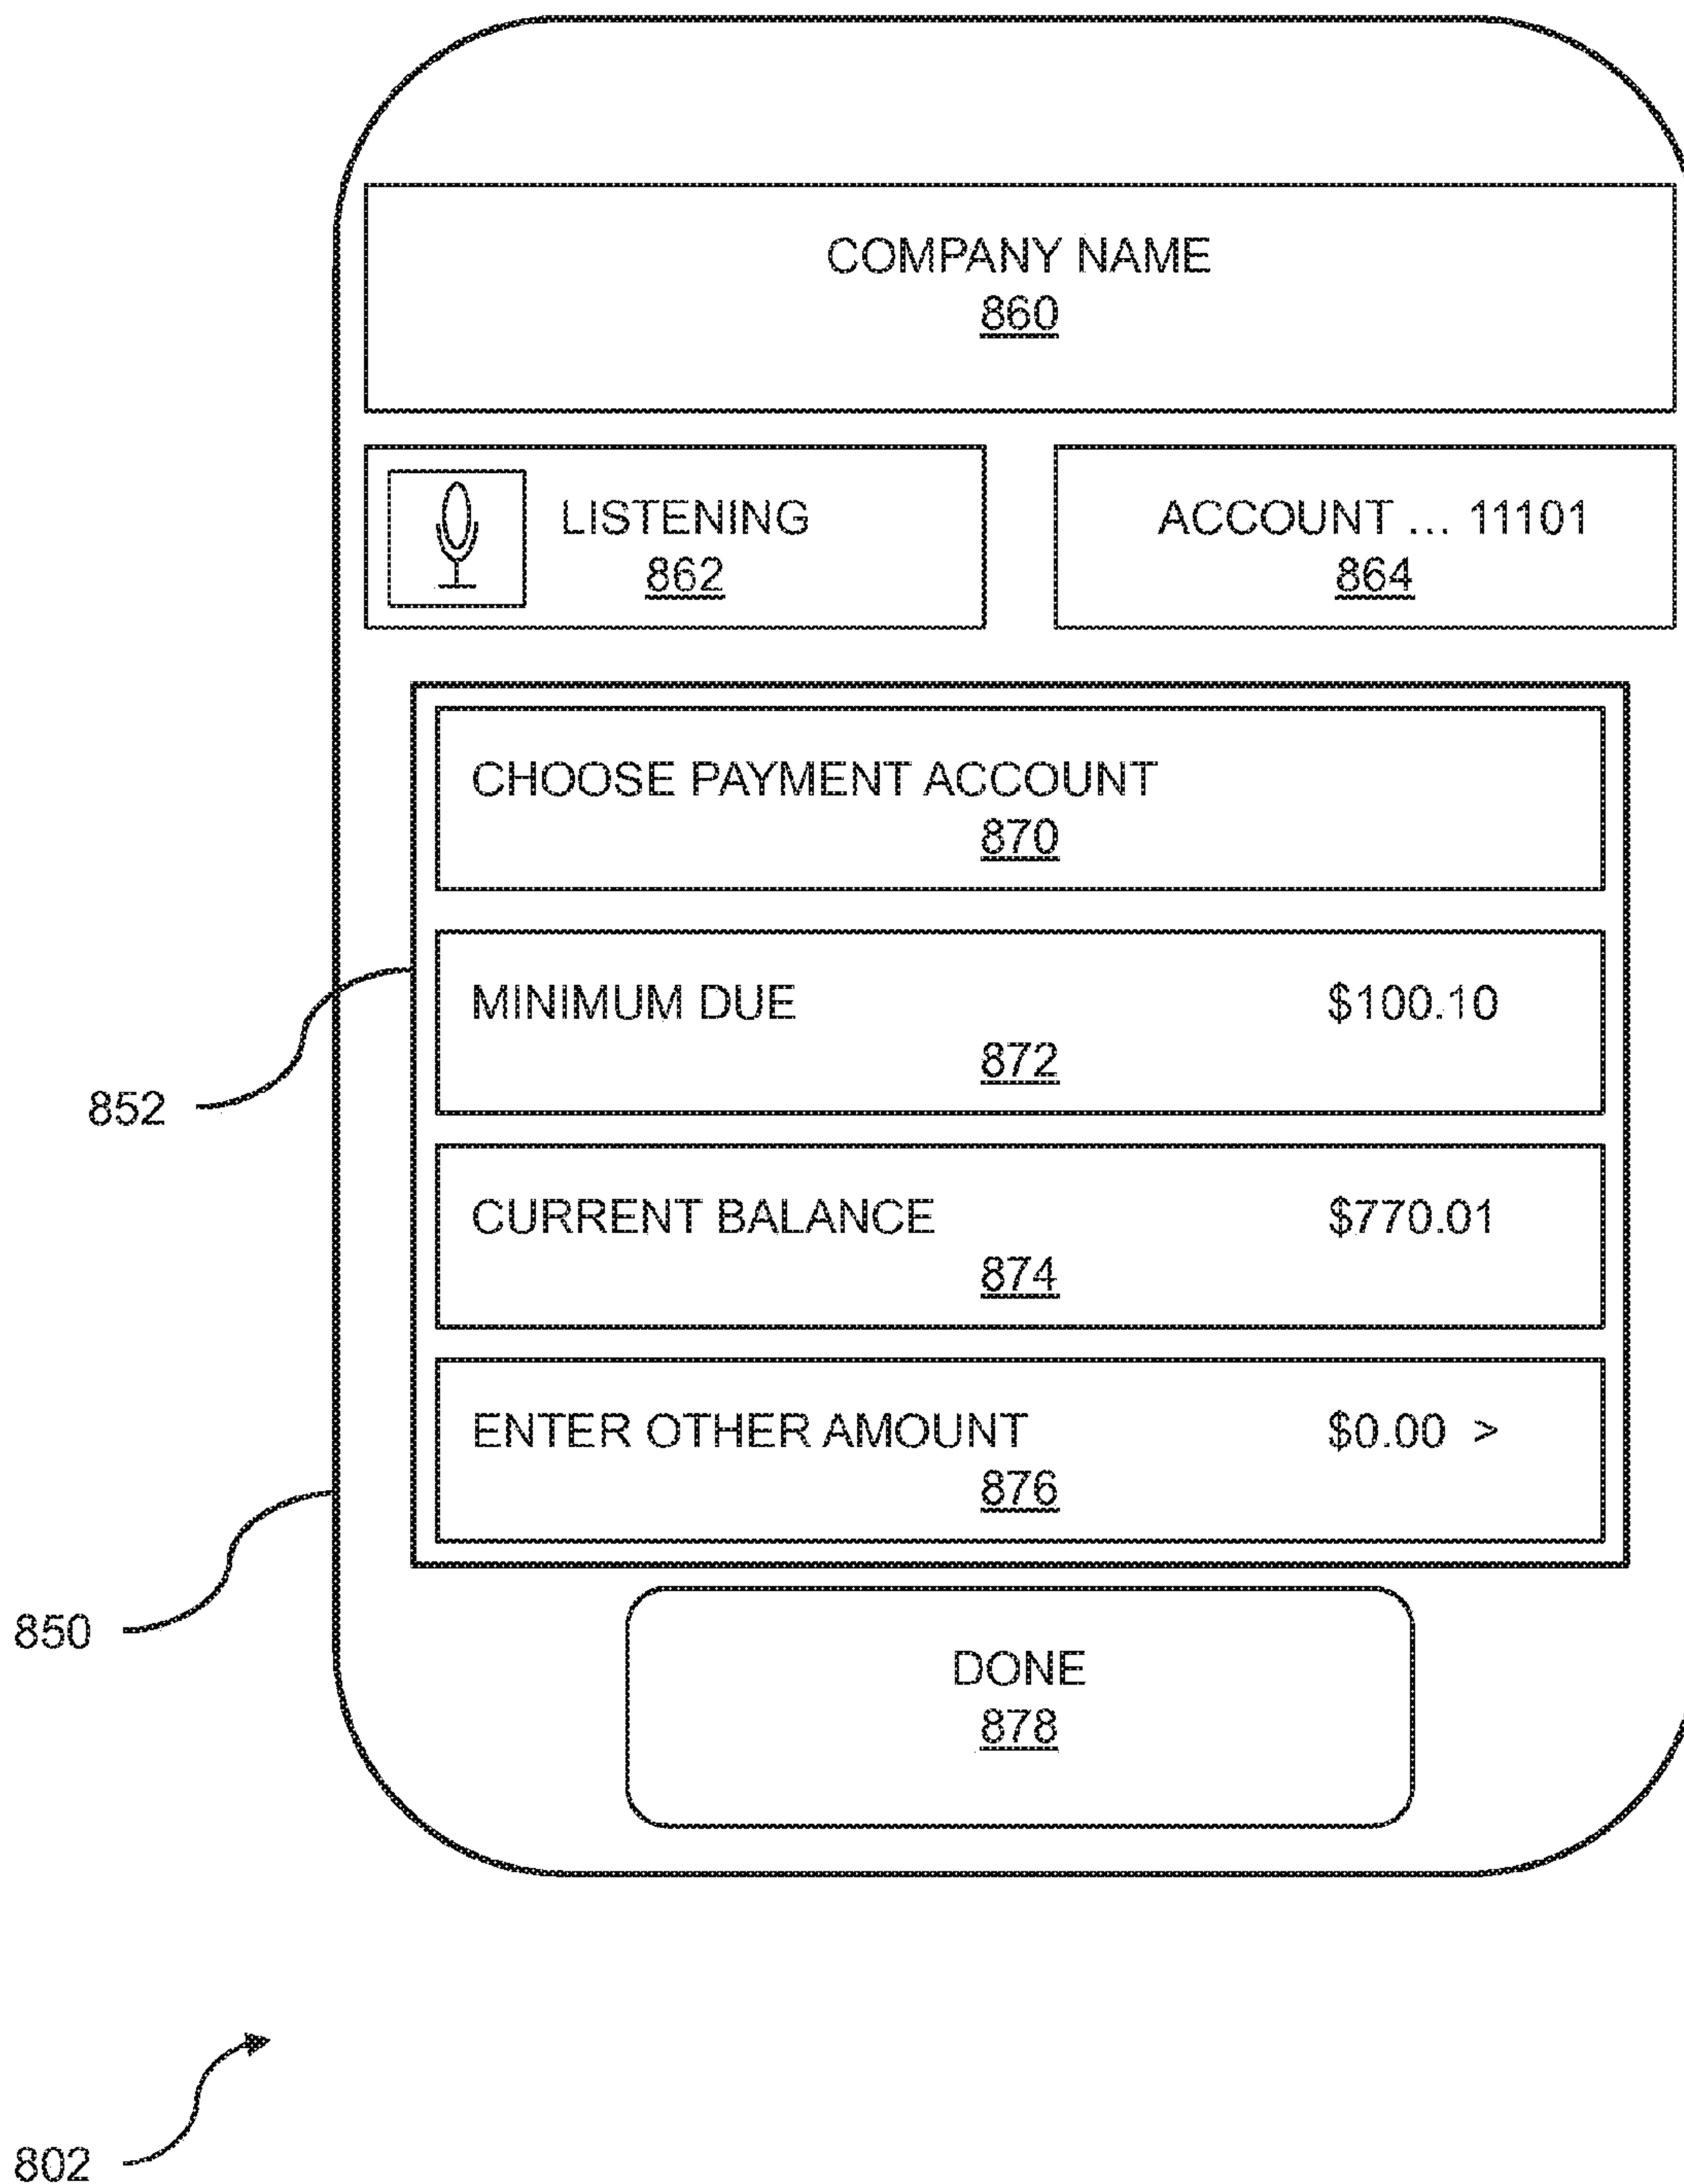 COMPANY NAME
860
LISTENING
862
ACCOUNT ... 11101
864
CHOOSE PAYMENT ACCOUNT
870
MINIMUM DUE $100.10
872
852
CURRENT BALANCE $770.01
874
ENTER OTHER AMOUNT $0.00 >
876
850
DONE
878
802